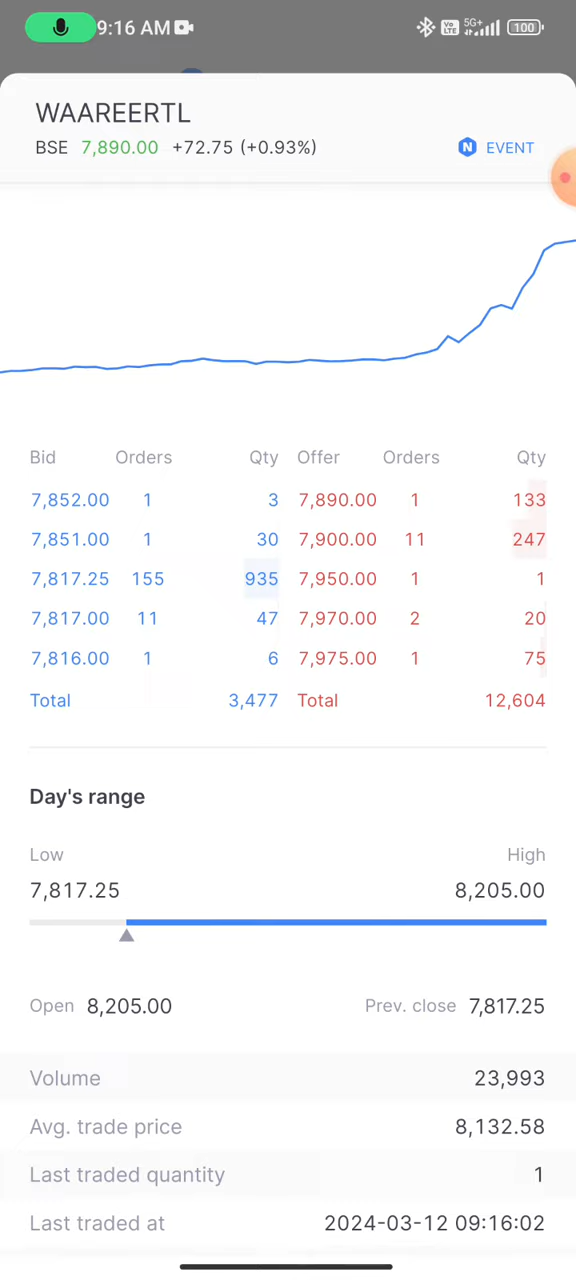 9:16 AM
Vo LTE 5G+ 100
WAAREERTL
BSE 7,890.00 +72.75 (+0.93%) N EVENT
Bid Orders Qty Offer Orders Qty
7,852.00 1 3 7,890.00 1 133
7,851.00 1 30 7,900.00 11 247
7,817.25 155 935 7,950.00 1 1
7,817.00 11 47 7,970.00 2 20
7,816.00 1 6 7,975.00 1 75
Total 3,477 Total 12,604
Day's range
Low High
7,817.25 8,205.00
Open 8,205.00 Prev. close 7,817.25
Volume 23,993
Avg. trade price 8,132.58
Last traded quantity 1
Last traded at 2024-03-12 09:16:02